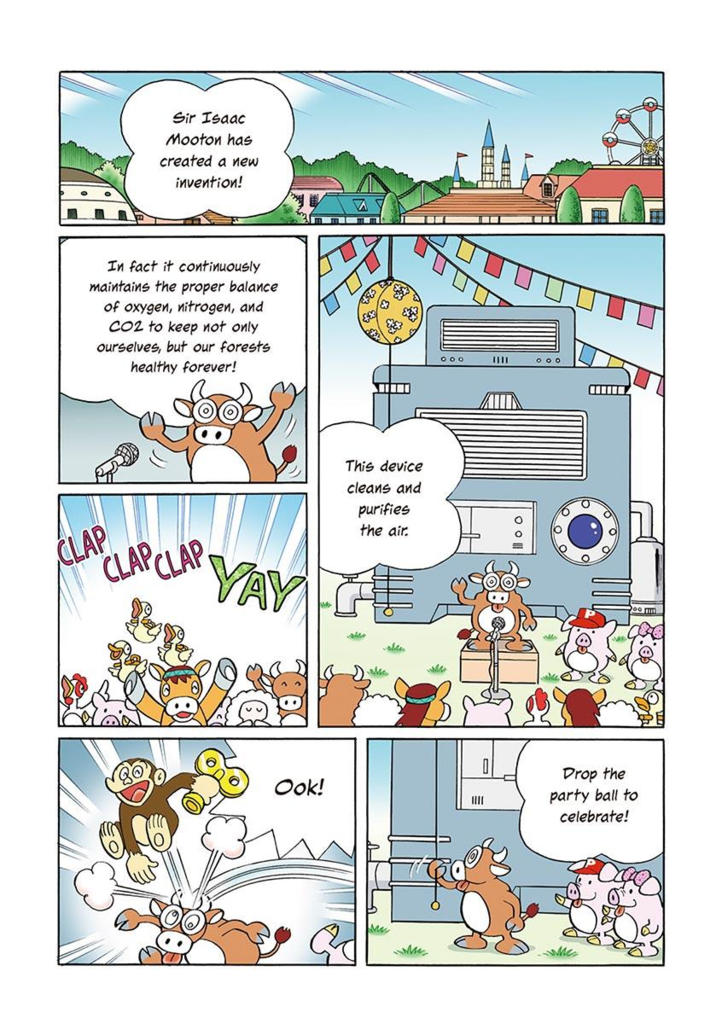 Sir Isaac
Mooton has
created a new
invention!
This device
cleans and
purifies
the air.
In fact it continuously
maintains the proper balance
of oxygen, nitrogen, and
CO2 to keep not only
ourselves, but our forests
healthy forever!
CLAP
CLAP CLAP
YAY
Drop the
party ball to
celebrate!
Ook!